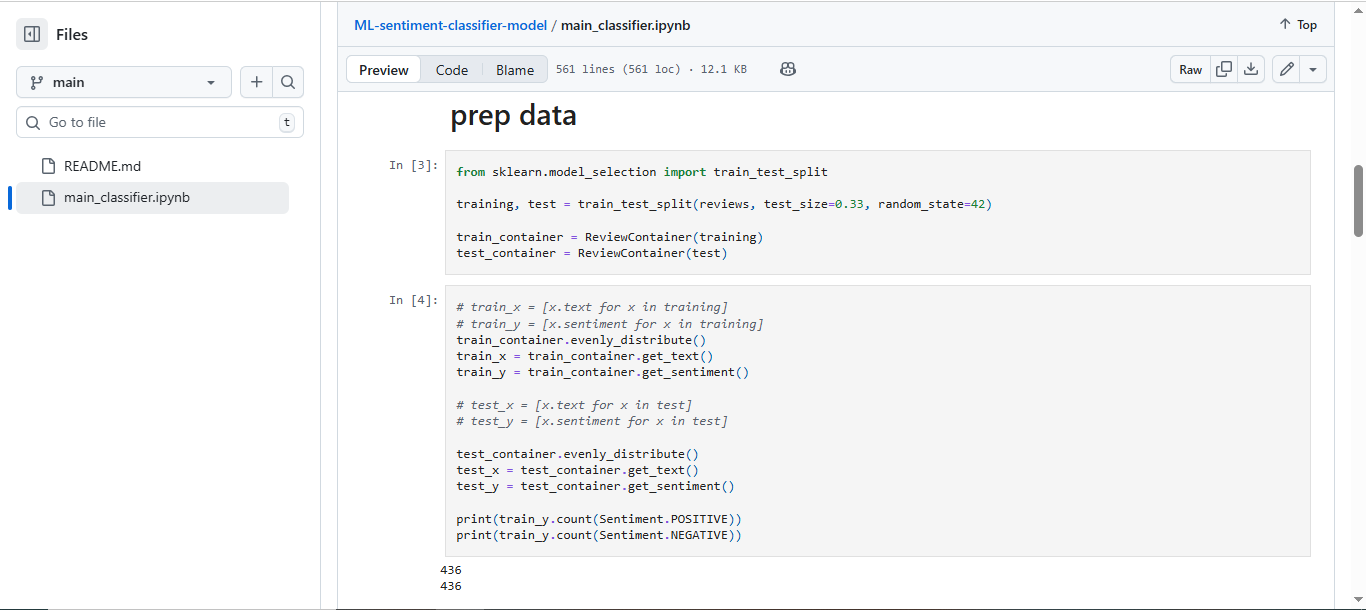 Files
main
Go to file
t
README.md
main_classifier.ipynb
ML-sentiment-classifier-model / main_classifier.ipynb
Top
Preview Code Blame 561 lines (561 loc) · 12.1 KB
Raw
prep data
In [3]:
from sklearn.model_selection import train_test_split
training, test = train_test_split(reviews, test_size=0.33, random_state=42)
train_container = ReviewContainer(training)
test_container = ReviewContainer(test)
In [4]:
# train_x = [x.text for x in training]
# train_y = [x.sentiment for x in training]
train_container.evenly_distribute()
train_x = train_container.get_text()
train_y = train_container.get_sentiment()
# test_x = [x.text for x in test]
# test_y = [x.sentiment for x in test]
test_container.evenly_distribute()
test_x = test_container.get_text()
test_y = test_container.get_sentiment()
print(train_y.count(Sentiment.POSITIVE))
print(train_y.count(Sentiment.NEGATIVE))
436
436